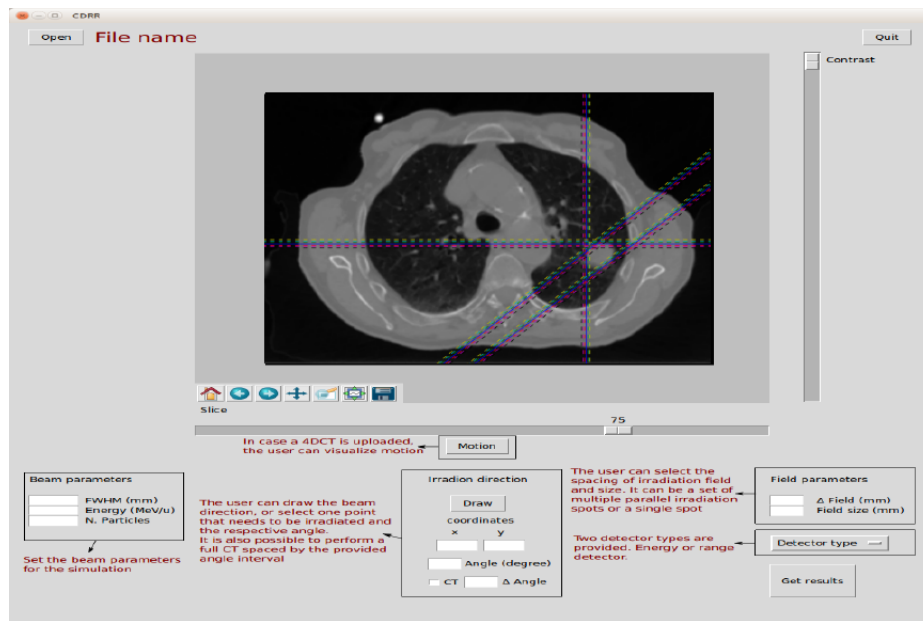 CDRR
Open
File name
Quit
Contrast
Slice
75
In case a 4DCT is uploaded,
the user can visualize motion
Motion
Beam parameters
FWHM (mm)
Energy (MeV/u)
N. Particles
Set the beam parameters
for the simulation
The user can draw the beam
direction, or select one point
that needs to be irradiated and
the respective angle.
It is also possible to perform a
full CT spaced by the provided
angle interval
Irradion direction
Draw
coordinates
x y
Angle (degree)
CT Δ Angle
The user can select the
spacing of irradiation field
and size. It can be a set of
multiple parallel irradiation
spots or a single spot
Field parameters
Δ Field (mm)
Field size (mm)
Two detector types are
provided. Energy or range
detector.
Detector type
Get results